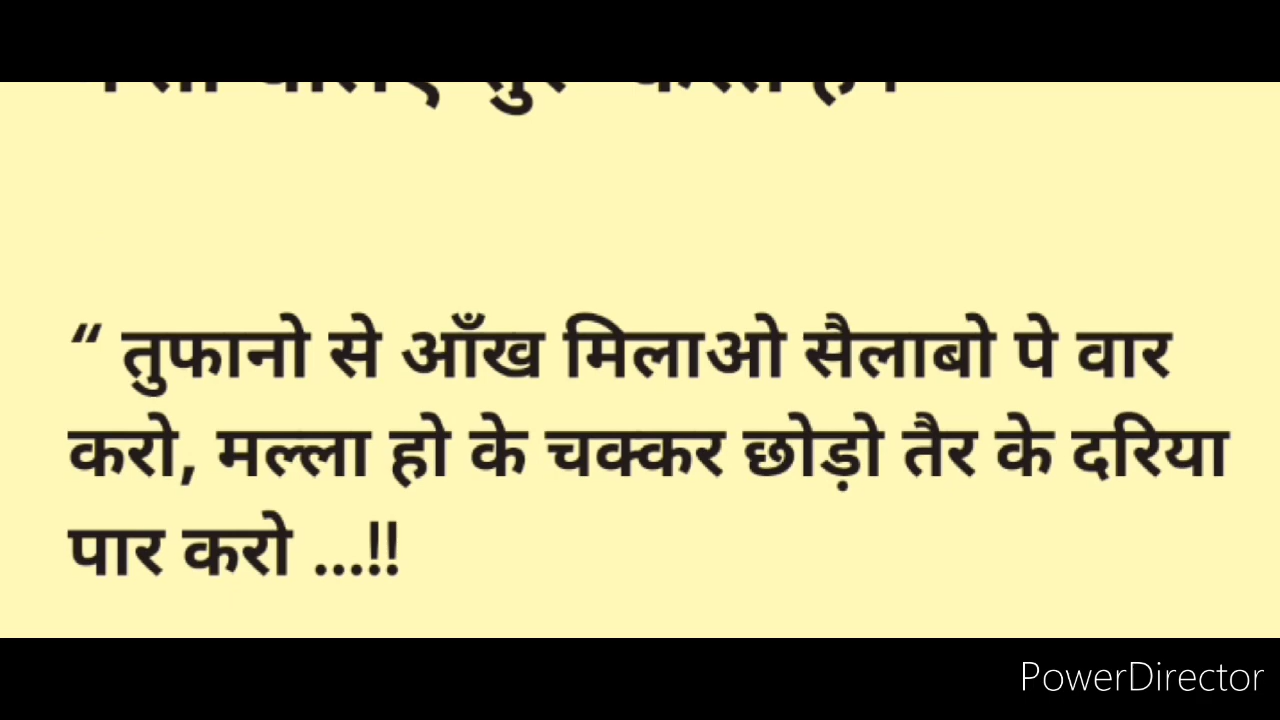 “ तुफानो से आँख मिलाओ सैलाबो पे वार
करो, मल्ला हो के चक्कर छोड़ो तैर के दरिया
पार करो ...!!
PowerDirector